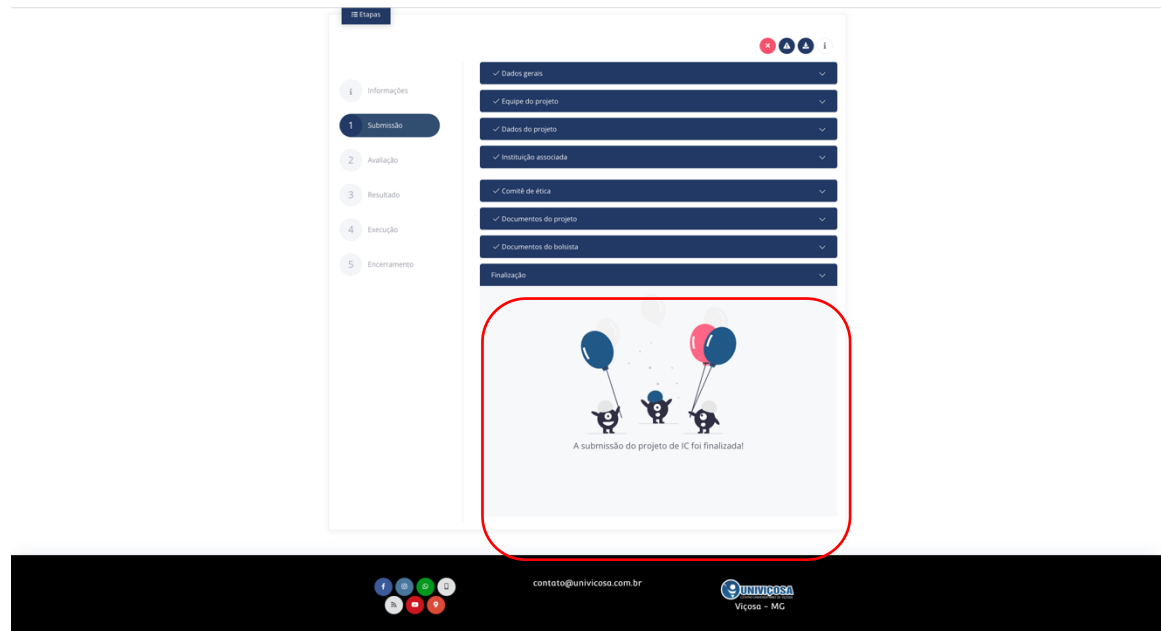 Etapas
i
i Informações
1 Submissão
2 Avaliação
3 Resultado
4 Execução
5 Encerramento
Dados gerais
Equipe do projeto
Dados do projeto
Instituição associada
Comitê de ética
Documentos do projeto
Documentos do bolsista
Finalização
A submissão do projeto de IC foi finalizada!
contato@univicosa.com.br
UNIVIÇOSA
Viçosa - MG